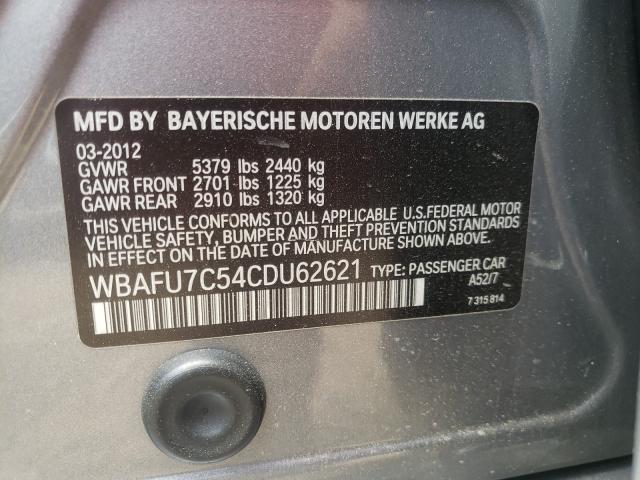 MFD BY BAYERISCHE MOTOREN WERKE AG
03-2012
GVWR 5379 lbs 2440 kg
GAWR FRONT 2701 lbs 1225 kg
GAWR REAR 2910 lbs 1320 kg
THIS VEHICLE CONFORMS TO ALL APPLICABLE U.S.FEDERAL MOTOR
VEHICLE SAFETY, BUMPER AND THEFT PREVENTION STANDARDS
IN EFFECT ON THE DATE OF MANUFACTURE SHOWN ABOVE.
WBAFU7C54CDU62621 TYPE: PASSENGER CAR
A52/7
7 315 814